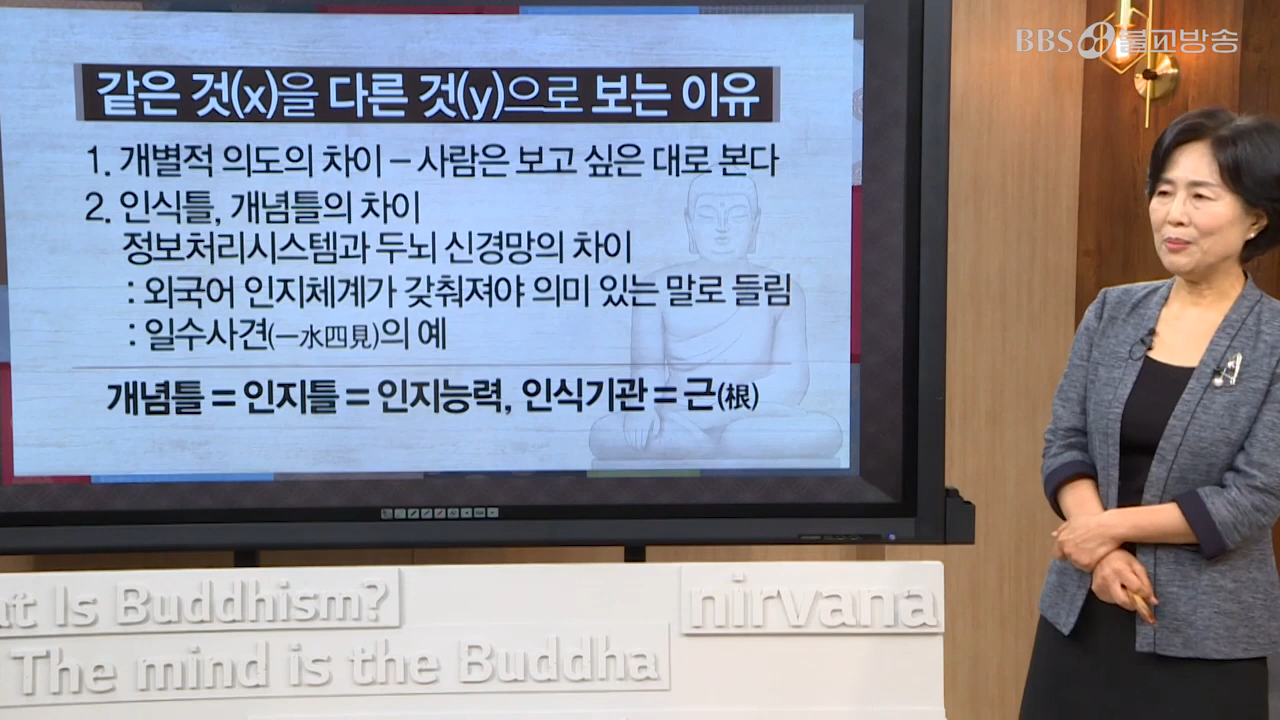 BBS 불교방송
같은 것(x)을 다른 것(y)으로 보는 이유
1. 개별적 의도의 차이 – 사람은 보고 싶은 대로 본다
2. 인식틀, 개념틀의 차이
정보처리시스템과 두뇌 신경망의 차이
: 외국어 인지체계가 갖춰져야 의미 있는 말로 들림
: 일수사견(一水四見)의 예
개념틀 = 인지틀 = 인지능력, 인식기관 = 근(根)
at Is Buddhism?
nirvana
The mind is the Buddha